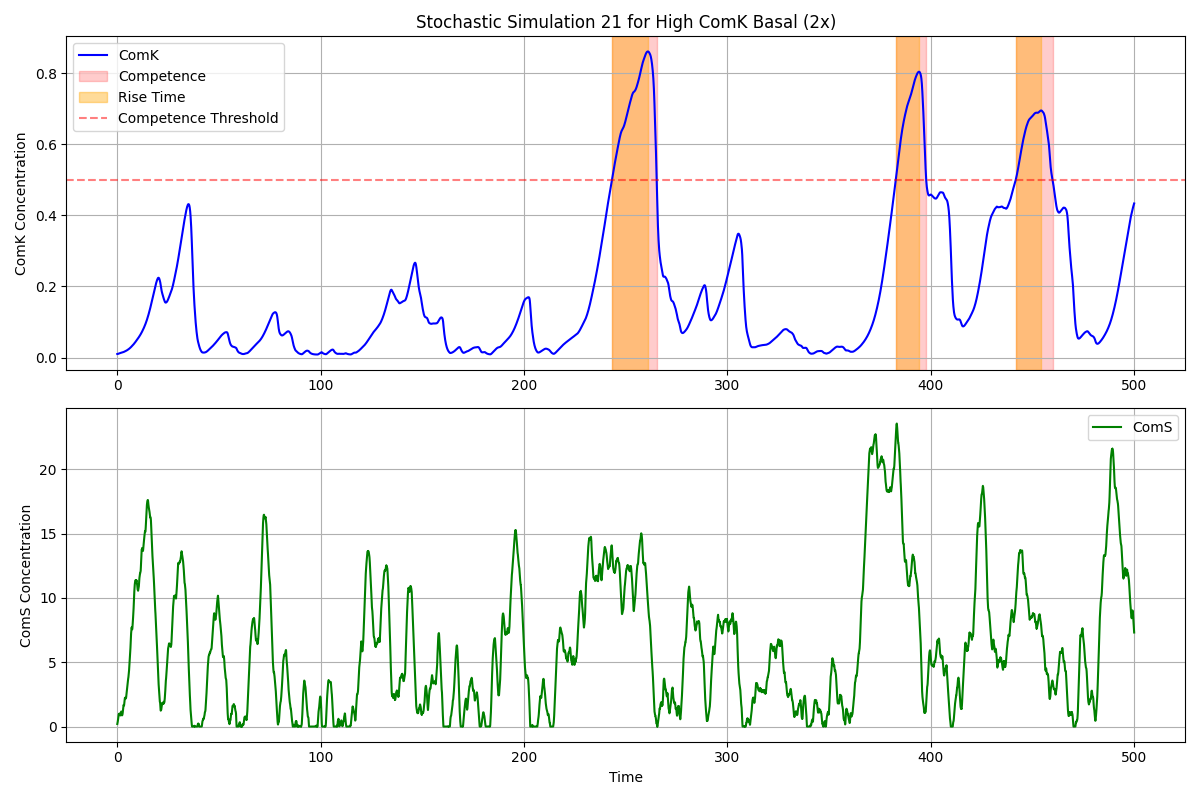 Stochastic Simulation 21 for High ComK Basal (2x)
ComK Concentration
0.8
0.6
0.4
0.2
0.0
ComK
Competence
Rise Time
Competence Threshold
0 100 200 300 400 500
ComS Concentration
20
15
10
5
0
ComS
0 100 200 300 400 500
Time